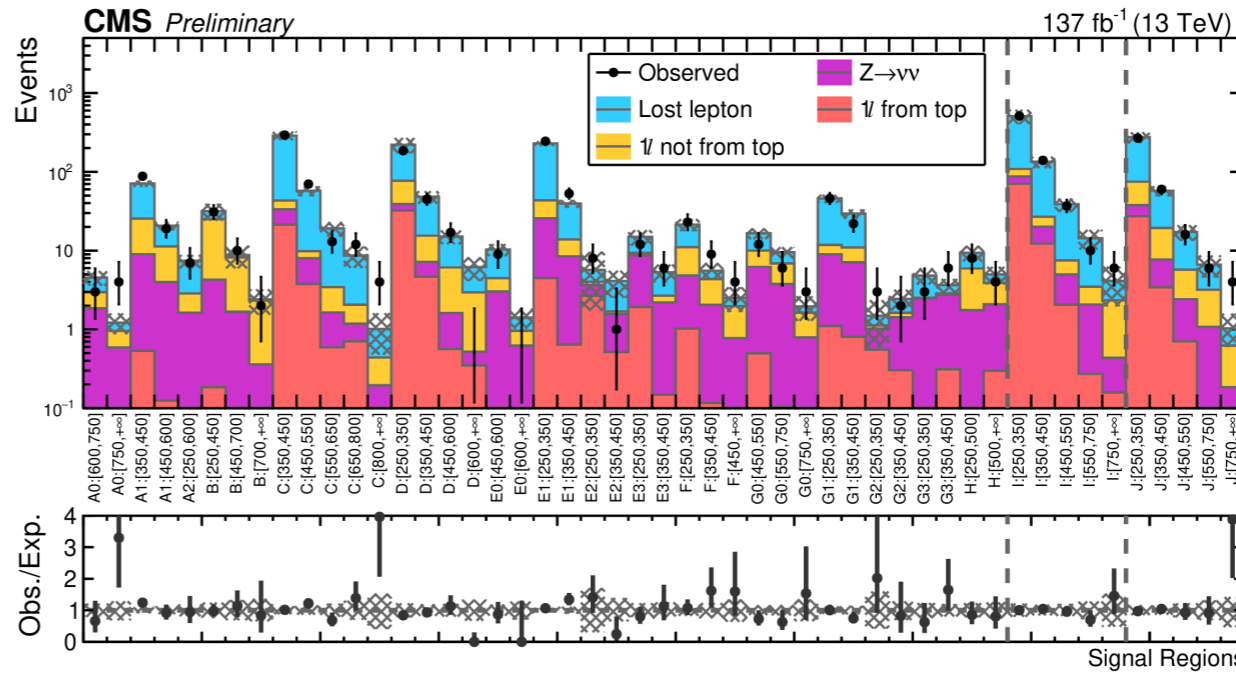 CMS Preliminary 137 fb⁻¹ (13 TeV)
Events
10³
10²
10
1
10⁻¹
Observed
Z→νν
Lost lepton
1ℓ from top
1ℓ not from top
A0:[600,750]
A0:[750,+∞]
A1:[350,450]
A1:[450,600]
A2:[250,600]
B:[250,450]
B:[450,700]
B:[700,+∞]
C:[350,450]
C:[450,550]
C:[550,650]
C:[650,800]
C:[800,+∞]
D:[250,350]
D:[350,450]
D:[450,600]
D:[600,+∞]
E0:[450,600]
E0:[600,+∞]
E1:[250,350]
E1:[350,450]
E2:[250,350]
E2:[350,450]
E3:[250,350]
E3:[350,450]
F:[250,350]
F:[350,450]
F:[450,+∞]
G0:[450,550]
G0:[550,750]
G0:[750,+∞]
G1:[250,350]
G1:[350,450]
G2:[250,350]
G2:[350,450]
G3:[250,350]
G3:[350,450]
H:[250,500]
H:[500,+∞]
I:[250,350]
I:[350,450]
I:[450,550]
I:[550,750]
I:[750,+∞]
J:[250,350]
J:[350,450]
J:[450,550]
J:[550,750]
J:[750,+∞]
Obs./Exp.
4
3
2
1
0
Signal Regions